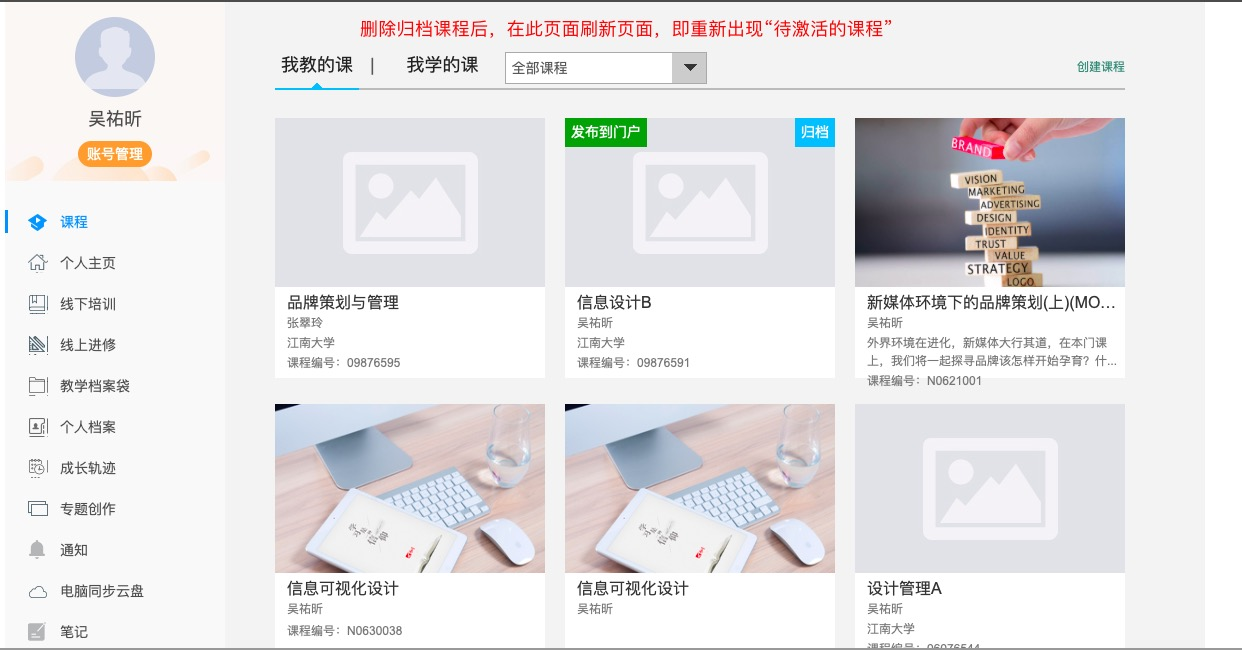 删除归档课程后，在此页面刷新页面，即重新出现“待激活的课程”
吴祐昕
账号管理
课程
个人主页
线下培训
线上进修
教学档案袋
个人档案
成长轨迹
专题创作
通知
电脑同步云盘
笔记
我教的课 | 我学的课 全部课程 创建课程
品牌策划与管理
张翠玲
江南大学
课程编号：09876595
发布到门户 归档
信息设计B
吴祐昕
江南大学
课程编号：09876591
BRAND
VISION
MARKETING
ADVERTISING
DESIGN
IDENTITY
TRUST
VALUE
STRATEGY
LOGO
新媒体环境下的品牌策划(上)(MO...
吴祐昕
外界环境在进化，新媒体大行其道，在本门课
上，我们将一起探寻品牌该怎样开始孕育？什...
课程编号：N0621001
学习是信仰
信息可视化设计
吴祐昕
课程编号：N0630038
学习是信仰
信息可视化设计
吴祐昕
设计管理A
吴祐昕
江南大学